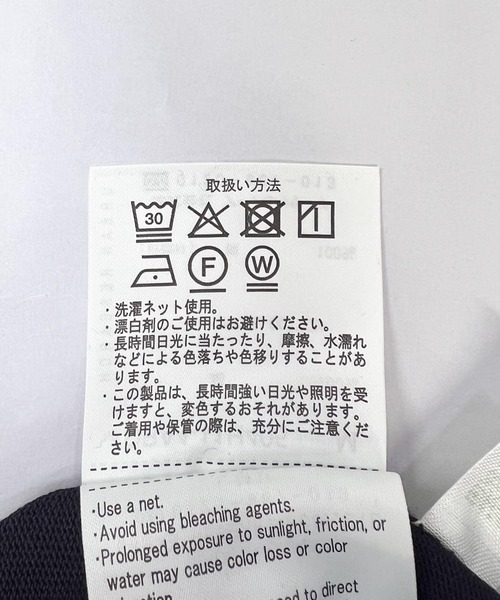 取扱い方法
30
F W
・洗濯ネット使用。
・漂白剤のご使用はお避けください。
・長時間日光に当たったり、摩擦、水濡れ
などによる色落ちや色移りすることがあ
ります。
・この製品は、長時間強い日光や照明を受
けますと、変色するおそれがあります。
ご着用や保管の際は、充分にご注意くだ
さい。
・Use a net.
・Avoid using bleaching agents.
・Prolonged exposure to sunlight, friction, or
water may cause color loss or color
to direct